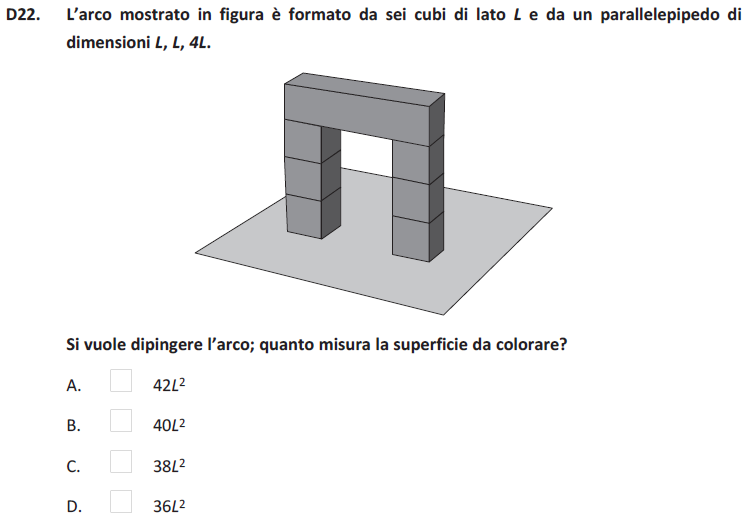 D22. L’arco mostrato in figura è formato da sei cubi di lato L e da un parallelepipedo di
dimensioni L, L, 4L.
Si vuole dipingere l’arco; quanto misura la superficie da colorare?
A. 42L²
B. 40L²
C. 38L²
D. 36L²